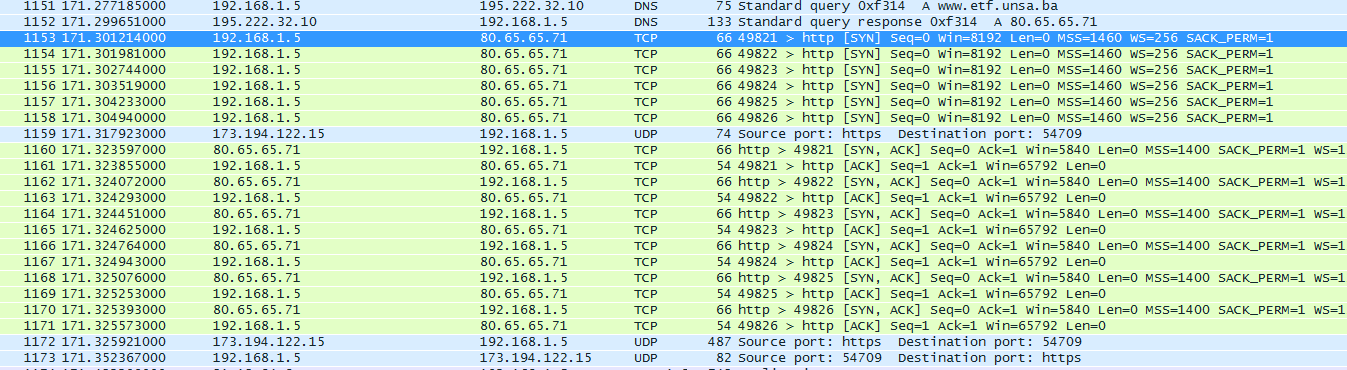 1151 171.277185000 192.168.1.5 195.222.32.10 DNS 75 Standard query 0xf314 A www.etf.unsa.ba
1152 171.299651000 195.222.32.10 192.168.1.5 DNS 133 Standard query response 0xf314 A 80.65.65.71
1153 171.301214000 192.168.1.5 80.65.65.71 TCP 66 49821 > http [SYN] Seq=0 Win=8192 Len=0 MSS=1460 WS=256 SACK_PERM=1
1154 171.301981000 192.168.1.5 80.65.65.71 TCP 66 49822 > http [SYN] Seq=0 Win=8192 Len=0 MSS=1460 WS=256 SACK_PERM=1
1155 171.302744000 192.168.1.5 80.65.65.71 TCP 66 49823 > http [SYN] Seq=0 Win=8192 Len=0 MSS=1460 WS=256 SACK_PERM=1
1156 171.303519000 192.168.1.5 80.65.65.71 TCP 66 49824 > http [SYN] Seq=0 Win=8192 Len=0 MSS=1460 WS=256 SACK_PERM=1
1157 171.304233000 192.168.1.5 80.65.65.71 TCP 66 49825 > http [SYN] Seq=0 Win=8192 Len=0 MSS=1460 WS=256 SACK_PERM=1
1158 171.304940000 192.168.1.5 80.65.65.71 TCP 66 49826 > http [SYN] Seq=0 Win=8192 Len=0 MSS=1460 WS=256 SACK_PERM=1
1159 171.317923000 173.194.122.15 192.168.1.5 UDP 74 Source port: https Destination port: 54709
1160 171.323597000 80.65.65.71 192.168.1.5 TCP 66 http > 49821 [SYN, ACK] Seq=0 Ack=1 Win=5840 Len=0 MSS=1400 SACK_PERM=1 WS=1
1161 171.323855000 192.168.1.5 80.65.65.71 TCP 54 49821 > http [ACK] Seq=1 Ack=1 Win=65792 Len=0
1162 171.324072000 80.65.65.71 192.168.1.5 TCP 66 http > 49822 [SYN, ACK] Seq=0 Ack=1 Win=5840 Len=0 MSS=1400 SACK_PERM=1 WS=1
1163 171.324293000 192.168.1.5 80.65.65.71 TCP 54 49822 > http [ACK] Seq=1 Ack=1 Win=65792 Len=0
1164 171.324451000 80.65.65.71 192.168.1.5 TCP 66 http > 49823 [SYN, ACK] Seq=0 Ack=1 Win=5840 Len=0 MSS=1400 SACK_PERM=1 WS=1
1165 171.324625000 192.168.1.5 80.65.65.71 TCP 54 49823 > http [ACK] Seq=1 Ack=1 Win=65792 Len=0
1166 171.324764000 80.65.65.71 192.168.1.5 TCP 66 http > 49824 [SYN, ACK] Seq=0 Ack=1 Win=5840 Len=0 MSS=1400 SACK_PERM=1 WS=1
1167 171.324943000 192.168.1.5 80.65.65.71 TCP 54 49824 > http [ACK] Seq=1 Ack=1 Win=65792 Len=0
1168 171.325076000 80.65.65.71 192.168.1.5 TCP 66 http > 49825 [SYN, ACK] Seq=0 Ack=1 Win=5840 Len=0 MSS=1400 SACK_PERM=1 WS=1
1169 171.325253000 192.168.1.5 80.65.65.71 TCP 54 49825 > http [ACK] Seq=1 Ack=1 Win=65792 Len=0
1170 171.325393000 80.65.65.71 192.168.1.5 TCP 66 http > 49826 [SYN, ACK] Seq=0 Ack=1 Win=5840 Len=0 MSS=1400 SACK_PERM=1 WS=1
1171 171.325573000 192.168.1.5 80.65.65.71 TCP 54 49826 > http [ACK] Seq=1 Ack=1 Win=65792 Len=0
1172 171.325921000 173.194.122.15 192.168.1.5 UDP 487 Source port: https Destination port: 54709
1173 171.352367000 192.168.1.5 173.194.122.15 UDP 82 Source port: 54709 Destination port: https